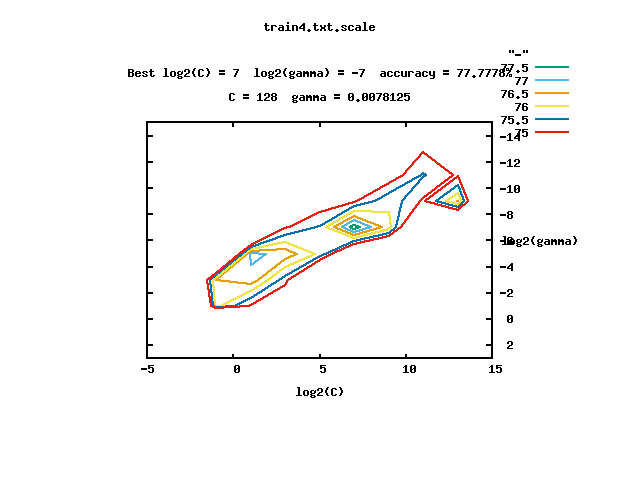 train4.txt.scale
"-"
Best log2(C) = 7 log2(gamma) = -7 accuracy = 77.7778%
77.5
77
C = 128 gamma = 0.0078125
76.5
76
75.5
75
-14
-12
-10
-8
-6
log2(gamma)
-4
-2
0
2
-5 0 5 10 15
log2(C)